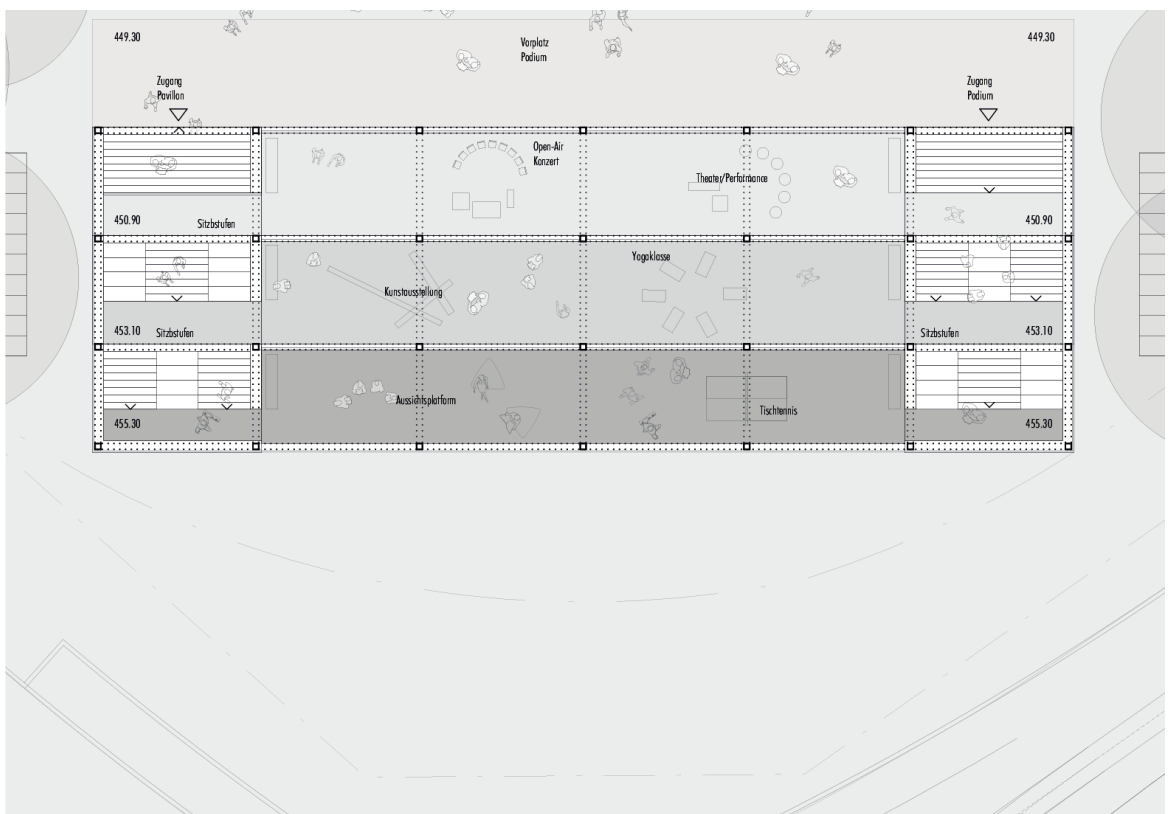 449.30
Vorplatz
Podium
449.30
Zugang
Pavillon
Zugang
Podium
Open-Air
Konzert
Theater/Performance
450.90
Sitzbstufen
450.90
Yogaklasse
Kunstausstellung
453.10
Sitzbstufen
Sitzbstufen
453.10
Aussichtsplatform
Tischtennis
455.30
455.30